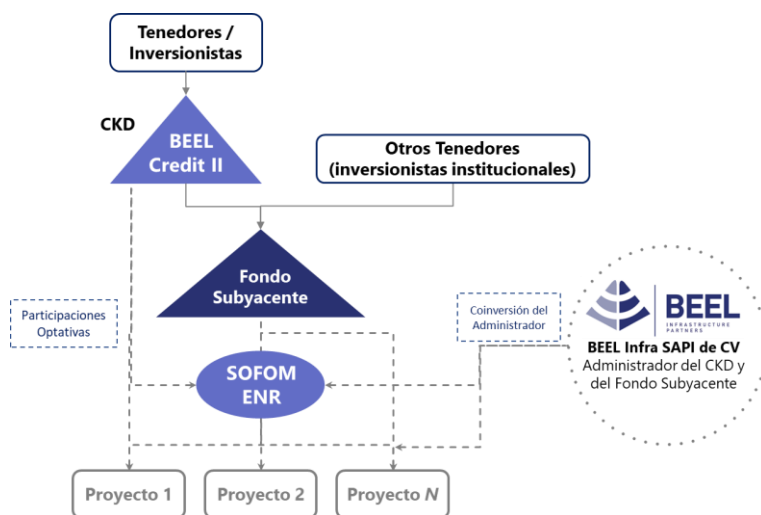 Tenedores /
Inversionistas
CKD
BEEL
Credit II
Otros Tenedores
(inversionistas institucionales)
Fondo
Subyacente
Participaciones
Optativas
Coinversión del
Administrador
BEEL
INFRASTRUCTURE
PARTNERS
BEEL Infra SAPI de CV
Administrador del CKD y
del Fondo Subyacente
SOFOM
ENR
Proyecto 1
Proyecto 2
Proyecto N